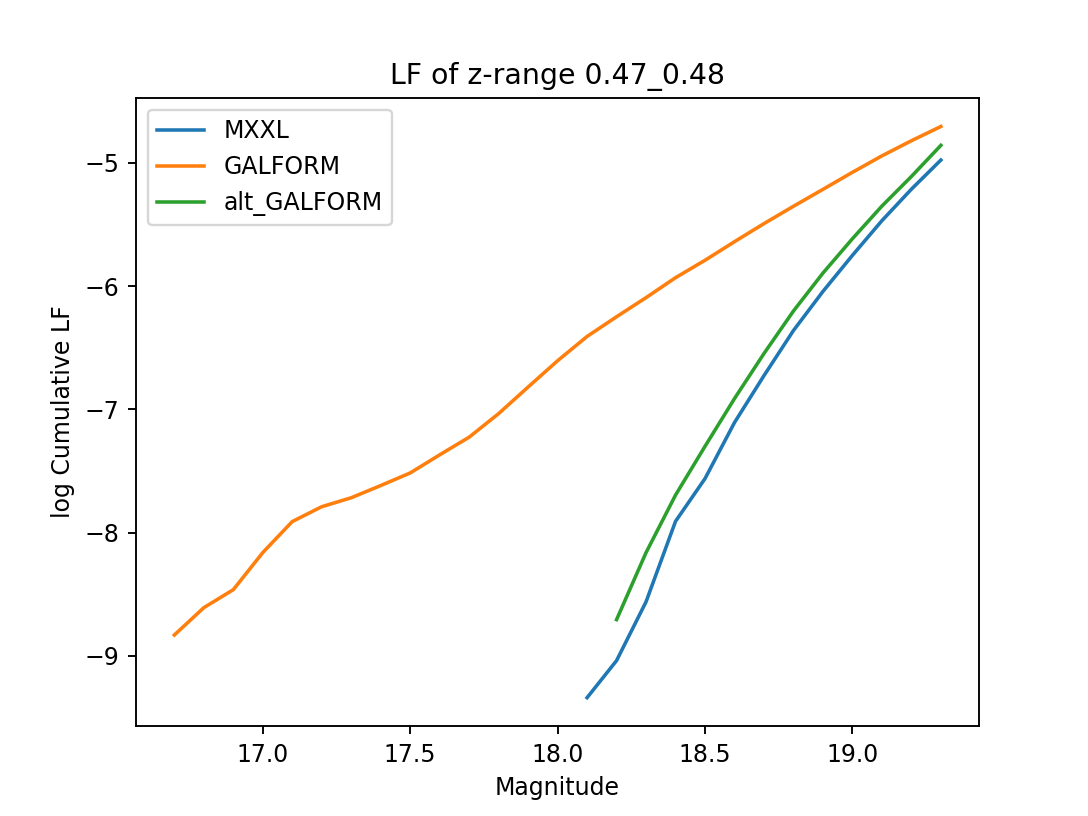 LF of z-range 0.47_0.48
MXXL
GALFORM
alt_GALFORM
−5
−6
−7
−8
−9
log Cumulative LF
17.0 17.5 18.0 18.5 19.0
Magnitude